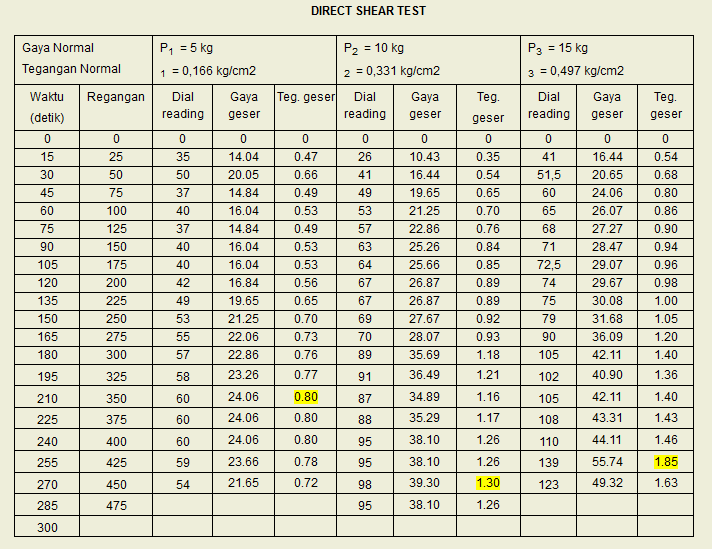 DIRECT SHEAR TEST
Gaya Normal P1 = 5 kg P2 = 10 kg P3 = 15 kg
Tegangan Normal 1 = 0,166 kg/cm2 2 = 0,331 kg/cm2 3 = 0,497 kg/cm2
Waktu Regangan Dial Gaya Teg. geser Dial Gaya Teg. Dial Gaya Teg.
(detik) reading geser reading geser geser reading geser geser
0 0 0 0 0 0 0 0 0 0 0
15 25 35 14.04 0.47 26 10.43 0.35 41 16.44 0.54
30 50 50 20.05 0.66 41 16.44 0.54 51,5 20.65 0.68
45 75 37 14.84 0.49 49 19.65 0.65 60 24.06 0.80
60 100 40 16.04 0.53 53 21.25 0.70 65 26.07 0.86
75 125 37 14.84 0.49 57 22.86 0.76 68 27.27 0.90
90 150 40 16.04 0.53 63 25.26 0.84 71 28.47 0.94
105 175 40 16.04 0.53 64 25.66 0.85 72,5 29.07 0.96
120 200 42 16.84 0.56 67 26.87 0.89 74 29.67 0.98
135 225 49 19.65 0.65 67 26.87 0.89 75 30.08 1.00
150 250 53 21.25 0.70 69 27.67 0.92 79 31.68 1.05
165 275 55 22.06 0.73 70 28.07 0.93 90 36.09 1.20
180 300 57 22.86 0.76 89 35.69 1.18 105 42.11 1.40
195 325 58 23.26 0.77 91 36.49 1.21 102 40.90 1.36
210 350 60 24.06 0.80 87 34.89 1.16 105 42.11 1.40
225 375 60 24.06 0.80 88 35.29 1.17 108 43.31 1.43
240 400 60 24.06 0.80 95 38.10 1.26 110 44.11 1.46
255 425 59 23.66 0.78 95 38.10 1.26 139 55.74 1.85
270 450 54 21.65 0.72 98 39.30 1.30 123 49.32 1.63
285 475 95 38.10 1.26
300